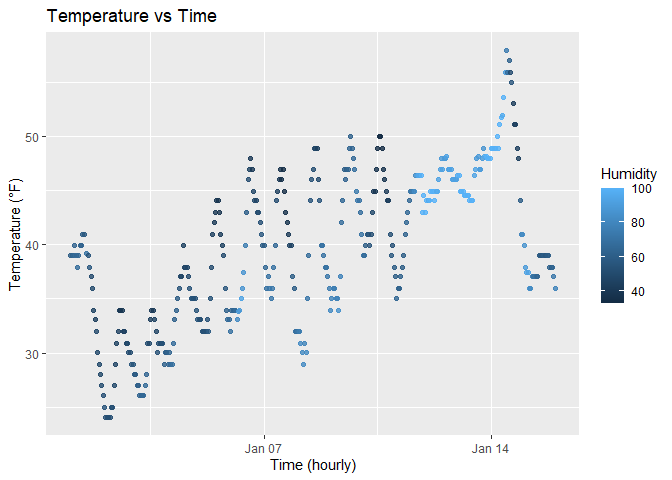 Temperature vs Time
Temperature (°F)
50
40
30
Jan 07
Jan 14
Time (hourly)
Humidity
100
80
60
40